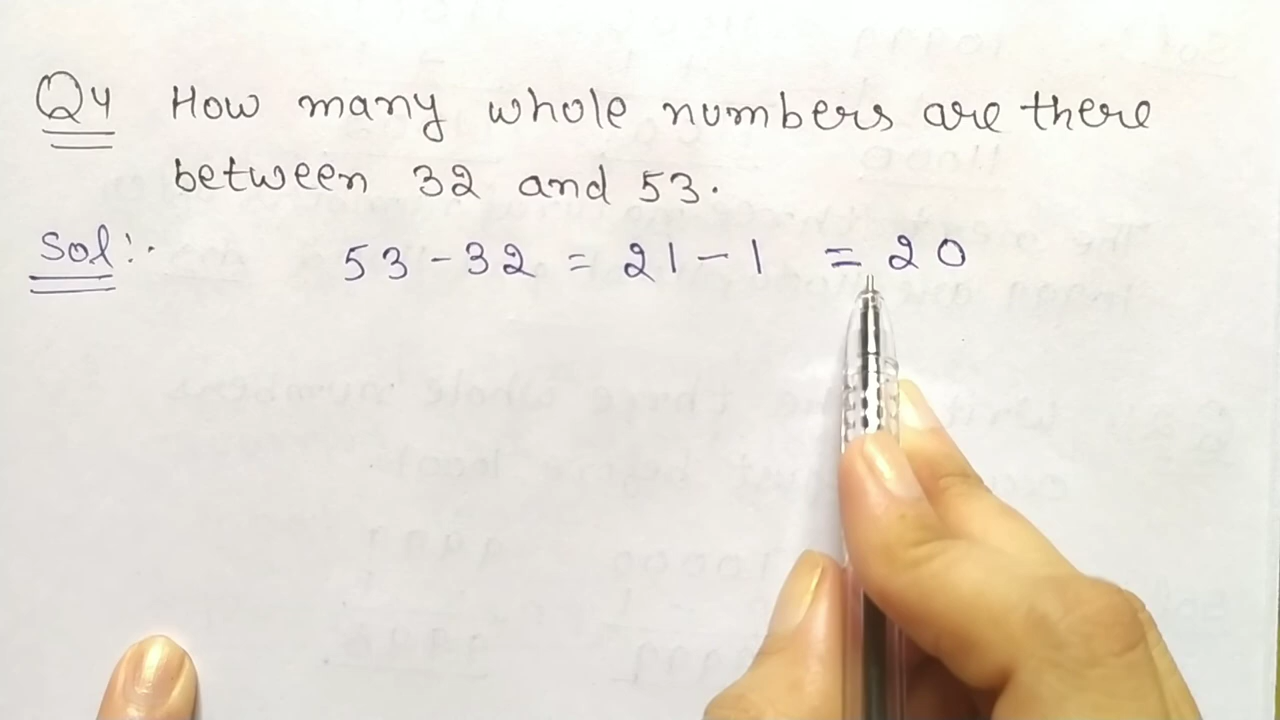 Q4 How many whole numbers are there
between 32 and 53.
Sol:. 53 - 32 = 21 - 1 = 20